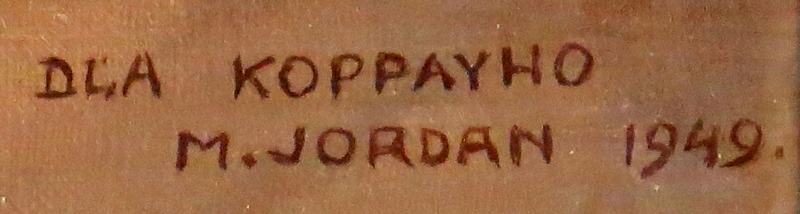 DLA KOPPAYHO
M. JORDAN 1949.